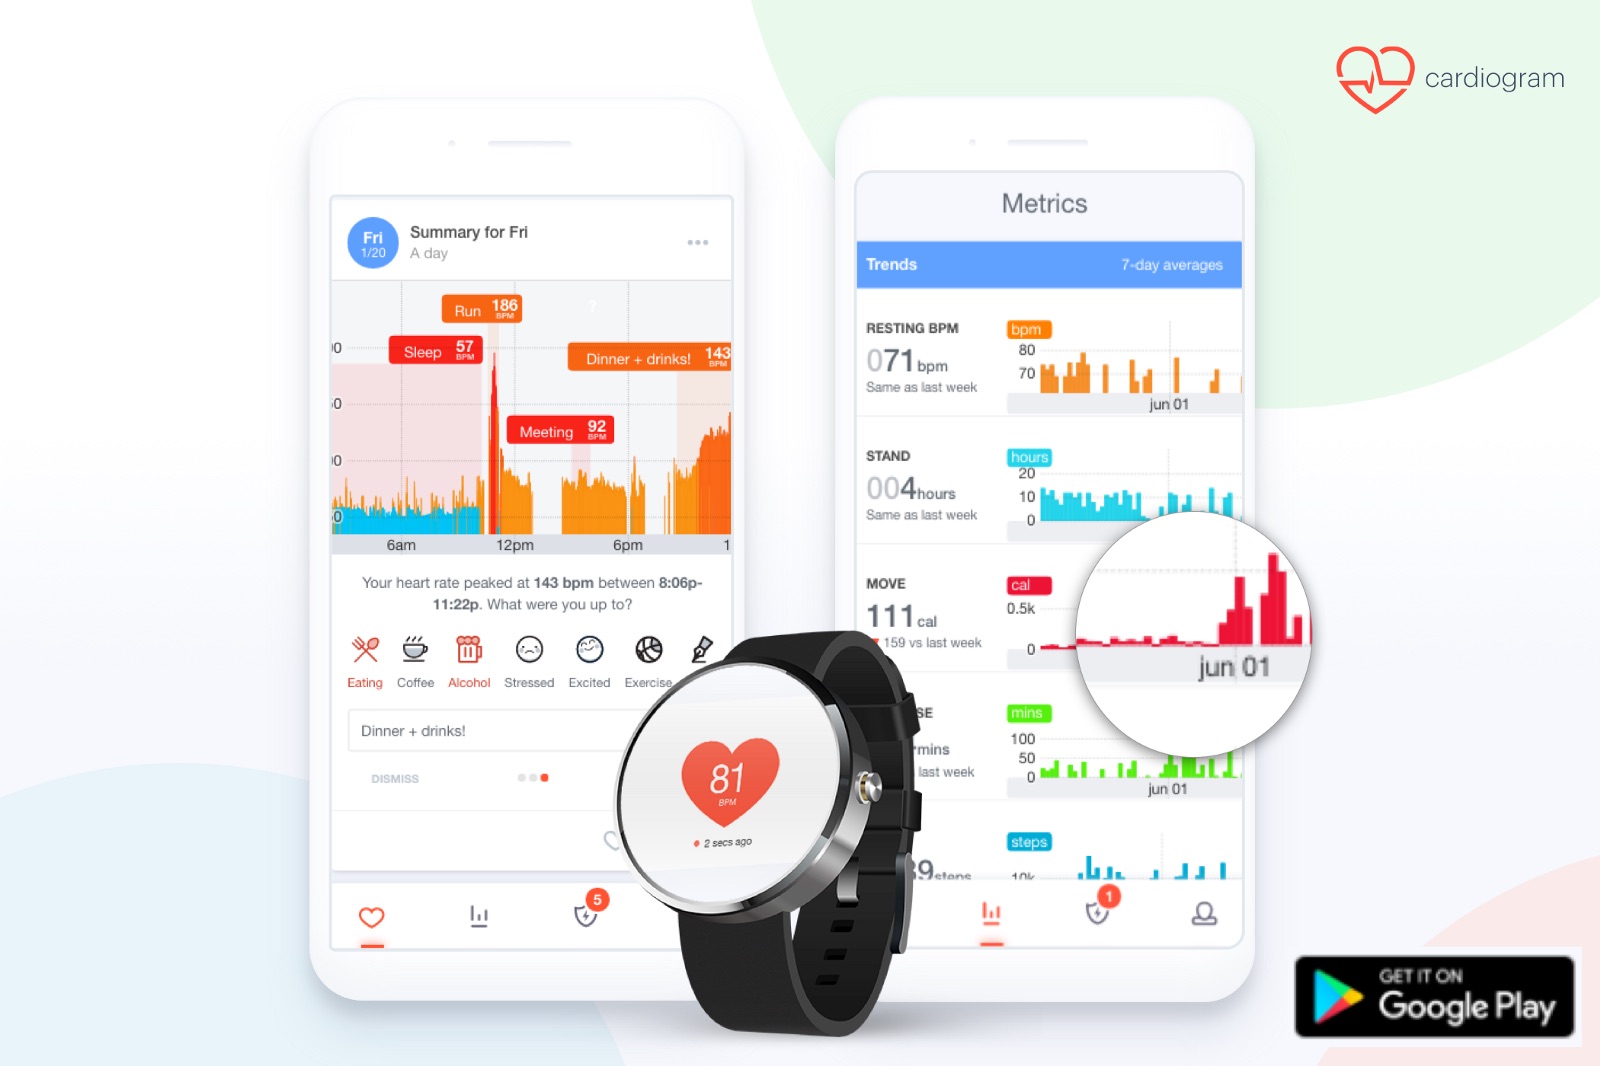 cardiogram
Fri
1/20
Summary for Fri
A day
Run 186 BPM
?
Sleep 57 BPM
Dinner + drinks! 143 BPM
Meeting 92 BPM
6am 12pm 6pm 1
Your heart rate peaked at 143 bpm between 8:06p-
11:22p. What were you up to?
Eating Coffee Alcohol Stressed Excited Exercise
Dinner + drinks!
DISMISS
5
81
BPM
2 secs ago
Metrics
Trends 7-day averages
RESTING BPM
071 bpm
Same as last week
bpm
80
70
jun 01
STAND
004 hours
Same as last week
hours
20
10
0
MOVE
111 cal
159 vs last week
cal
0.5k
0
jun 01
SE
mins
last week
mins
100
50
0
jun 01
39 steps
steps
10k
1
GET IT ON
Google Play